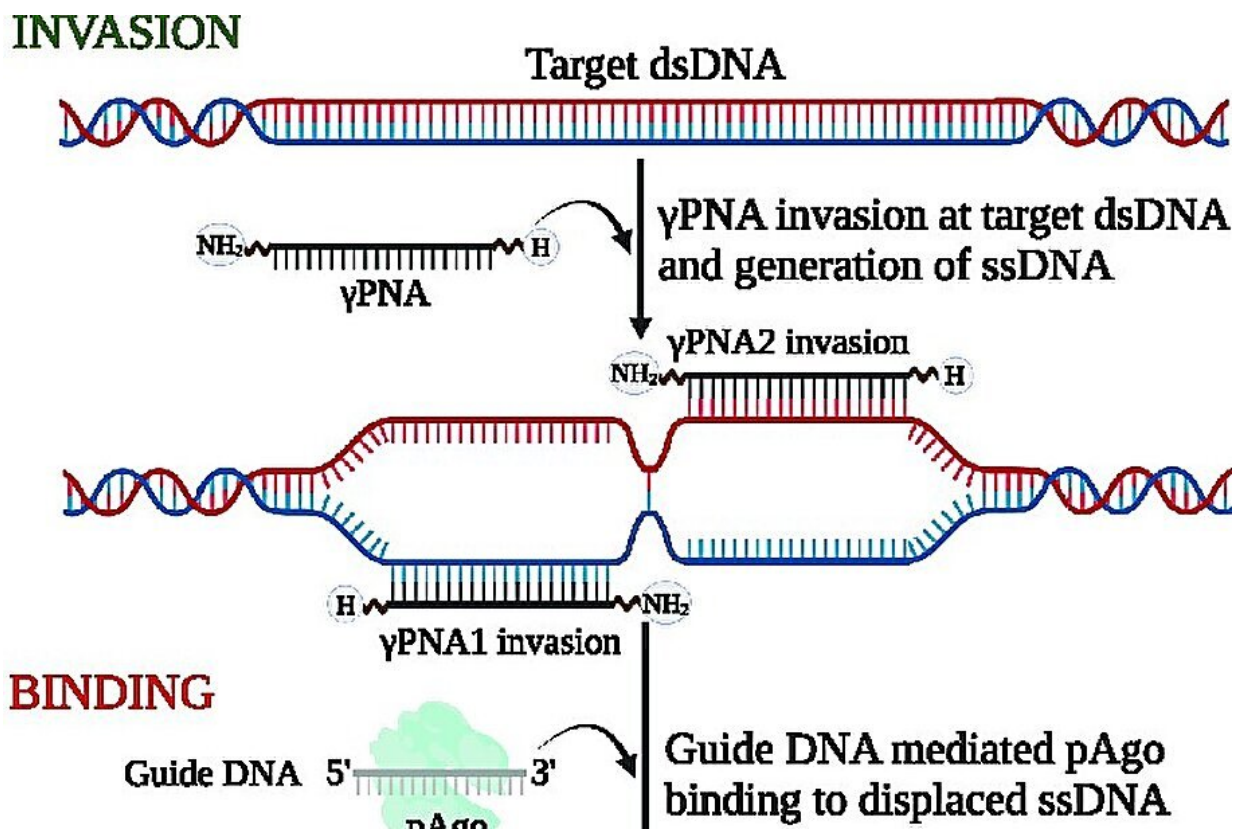 INVASION
Target dsDNA
γPNA invasion at target dsDNA
and generation of ssDNA
NH₂
H
γPNA
γPNA2 invasion
NH₂
H
H
NH₂
γPNA1 invasion
BINDING
Guide DNA 5' 3'
pAgo
Guide DNA mediated pAgo
binding to displaced ssDNA